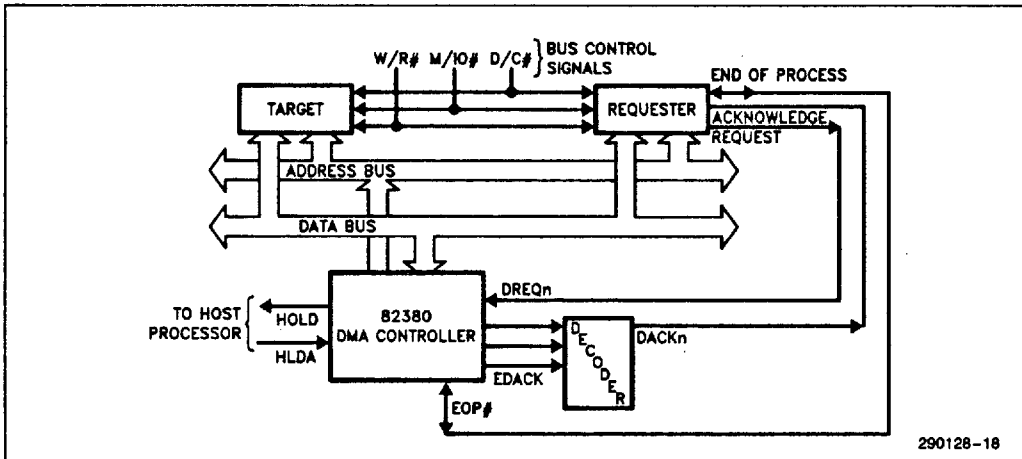 W/R# M/IO# D/C# BUS CONTROL
SIGNALS
END OF PROCESS
TARGET
REQUESTER
ACKNOWLEDGE
REQUEST
ADDRESS BUS
DATA BUS
DREQn
TO HOST
PROCESSOR
HOLD
HLDA
82380
DMA CONTROLLER
DECODER
DACKn
EDACK
EOP#
290128-18